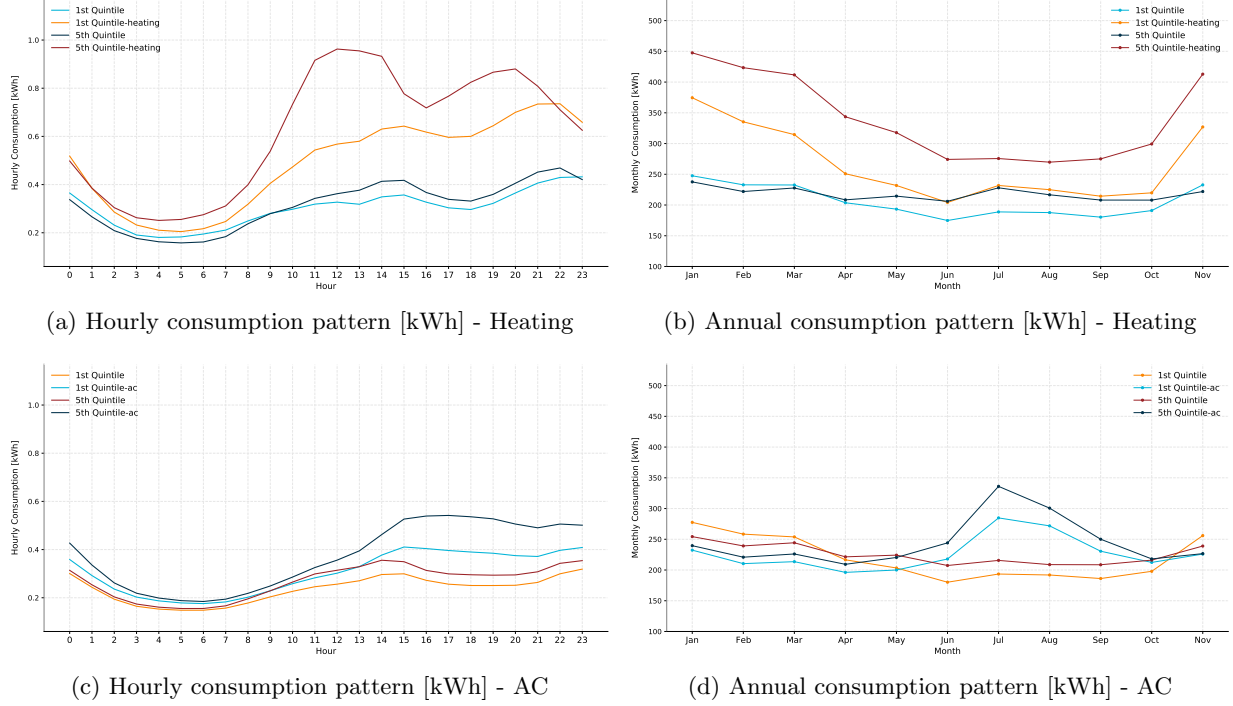 1st Quintile
1st Quintile-heating
5th Quintile
5th Quintile-heating
1.0
0.8
0.6
0.4
0.2
Hourly Consumption [kWh]
0 1 2 3 4 5 6 7 8 9 10 11 12 13 14 15 16 17 18 19 20 21 22 23
Hour
(a) Hourly consumption pattern [kWh] - Heating
1st Quintile
1st Quintile-heating
5th Quintile
5th Quintile-heating
500
450
400
350
300
250
200
150
100
Monthly Consumption [kWh]
Jan Feb Mar Apr May Jun Jul Aug Sep Oct Nov
Month
(b) Annual consumption pattern [kWh] - Heating
1st Quintile
1st Quintile-ac
5th Quintile
5th Quintile-ac
1.0
0.8
0.6
0.4
0.2
Hourly Consumption [kWh]
0 1 2 3 4 5 6 7 8 9 10 11 12 13 14 15 16 17 18 19 20 21 22 23
Hour
(c) Hourly consumption pattern [kWh] - AC
1st Quintile
1st Quintile-ac
5th Quintile
5th Quintile-ac
500
450
400
350
300
250
200
150
100
Monthly Consumption [kWh]
Jan Feb Mar Apr May Jun Jul Aug Sep Oct Nov
Month
(d) Annual consumption pattern [kWh] - AC